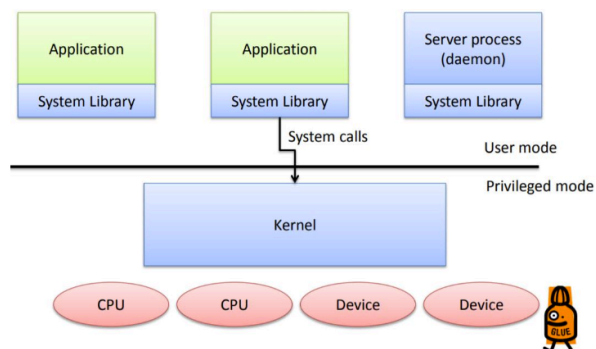 Application
Application
Server process
(daemon)
System Library
System Library
System Library
System calls
User mode
Privileged mode
Kernel
CPU
CPU
Device
Device
GLUE